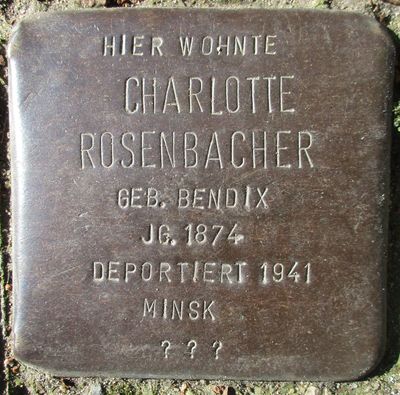 HIER WOHNTE
CHARLOTTE
ROSENBACHER
GEB. BENDIX
JG. 1874
DEPORTIERT 1941
MINSK
? ? ?